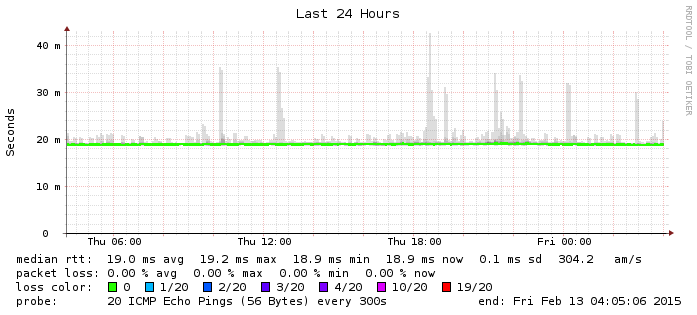 Last 24 Hours
RRDTOOL / TOBI OETIKER
Seconds
40 m
30 m
20 m
10 m
0
Thu 06:00 Thu 12:00 Thu 18:00 Fri 00:00
median rtt: 19.0 ms avg 19.2 ms max 18.9 ms min 18.9 ms now 0.1 ms sd 304.2 am/s
packet loss: 0.00 % avg 0.00 % max 0.00 % min 0.00 % now
loss color: 0 1/20 2/20 3/20 4/20 10/20 19/20
probe: 20 ICMP Echo Pings (56 Bytes) every 300s end: Fri Feb 13 04:05:06 2015